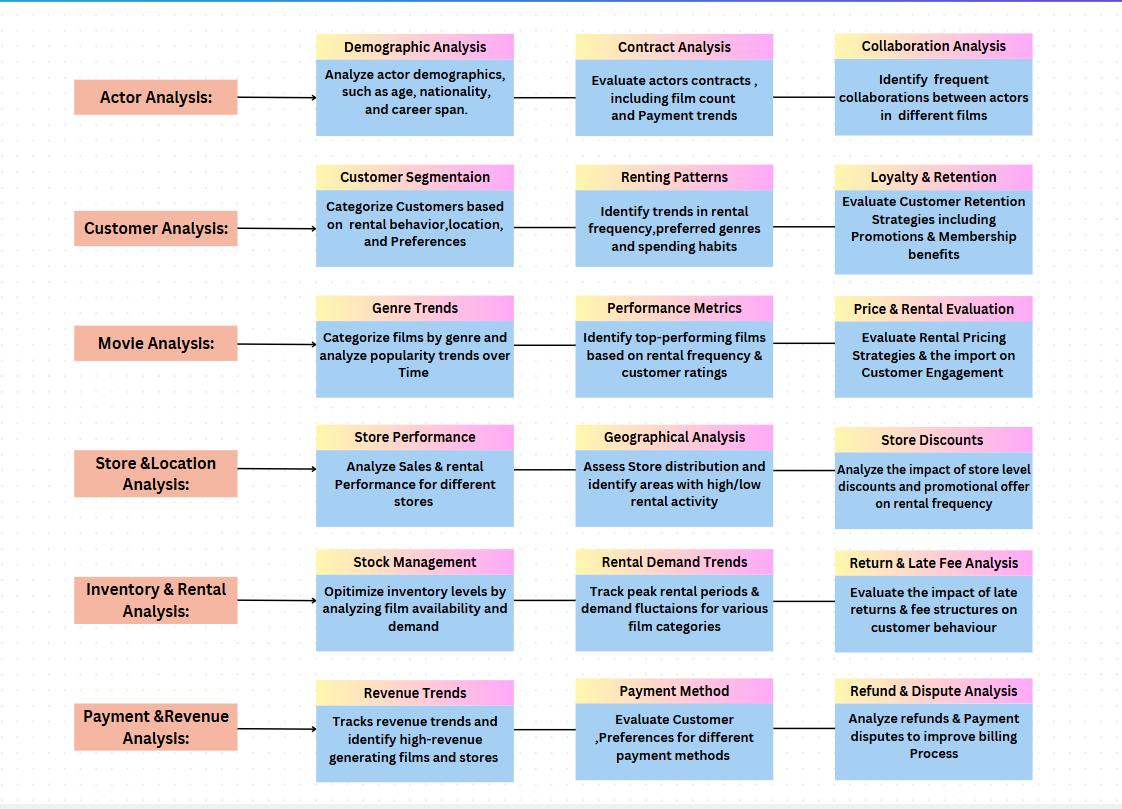 Demographic Analysis
Contract Analysis
Collaboration Analysis
Actor Analysis:
Analyze actor demographics,
such as age, nationality,
and career span.
Evaluate actors contracts ,
including film count
and Payment trends
Identify frequent
collaborations between actors
in different films
Customer Segmentaion
Renting Patterns
Loyalty & Retention
Customer Analysis:
Categorize Customers based
on rental behavior,location,
and Preferences
Identify trends in rental
frequency,preferred genres
and spending habits
Evaluate Customer Retention
Strategies including
Promotions & Membership
benefits
Genre Trends
Performance Metrics
Price & Rental Evaluation
Movie Analysis:
Categorize films by genre and
analyze popularity trends over
Time
Identify top-performing films
based on rental frequency &
customer ratings
Evaluate Rental Pricing
Strategies & the import on
Customer Engagement
Store Performance
Geographical Analysis
Store Discounts
Store &Location
Analysis:
Analyze Sales & rental
Performance for different
stores
Assess Store distribution and
identify areas with high/low
rental activity
Analyze the impact of store level
discounts and promotional offer
on rental frequency
Stock Management
Rental Demand Trends
Return & Late Fee Analysis
Inventory & Rental
Analysis:
Opitimize inventory levels by
analyzing film availability and
demand
Track peak rental periods &
demand fluctaions for various
film categories
Evaluate the impact of late
returns & fee structures on
customer behaviour
Revenue Trends
Payment Method
Refund & Dispute Analysis
Payment &Revenue
Analysis:
Tracks revenue trends and
identify high-revenue
generating films and stores
Evaluate Customer
,Preferences for different
payment methods
Analyze refunds & Payment
disputes to improve billing
Process